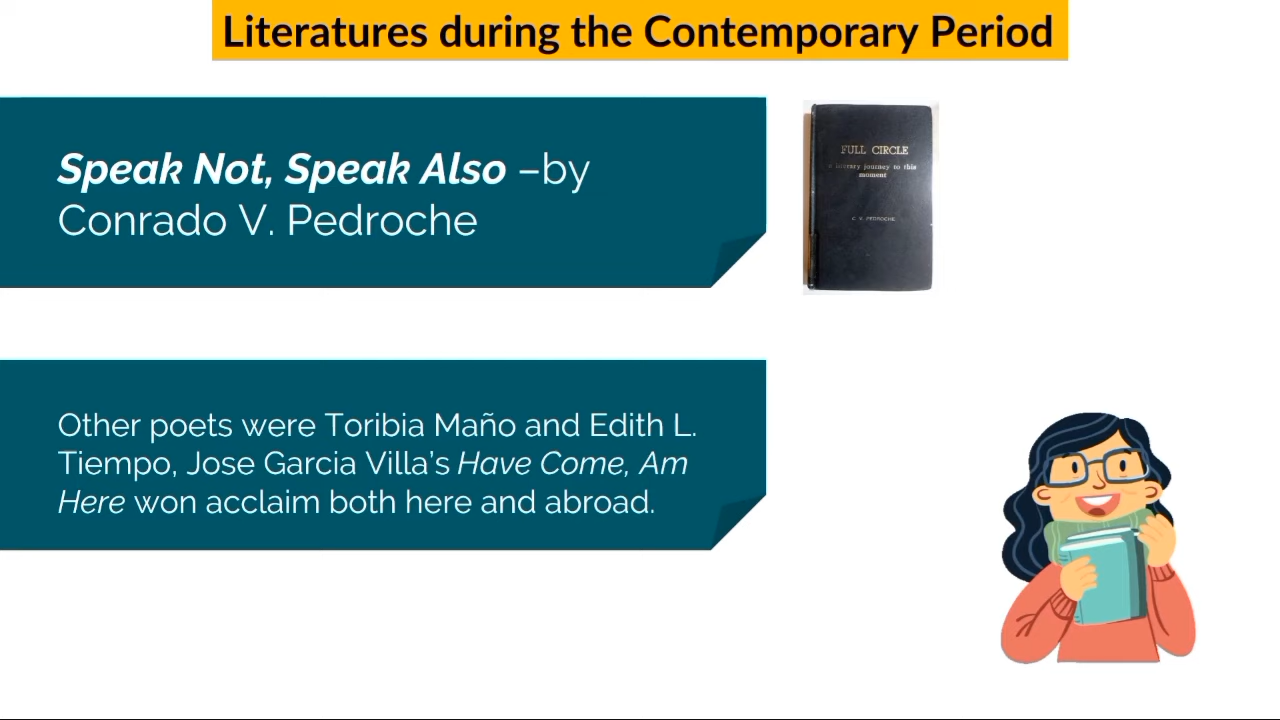 Literatures during the Contemporary Period
Speak Not, Speak Also –by
Conrado V. Pedroche
FULL CIRCLE
literary journey to this
moment
C. V. PEDROCHE
Other poets were Toribia Maño and Edith L.
Tiempo, Jose Garcia Villa’s Have Come, Am
Here won acclaim both here and abroad.